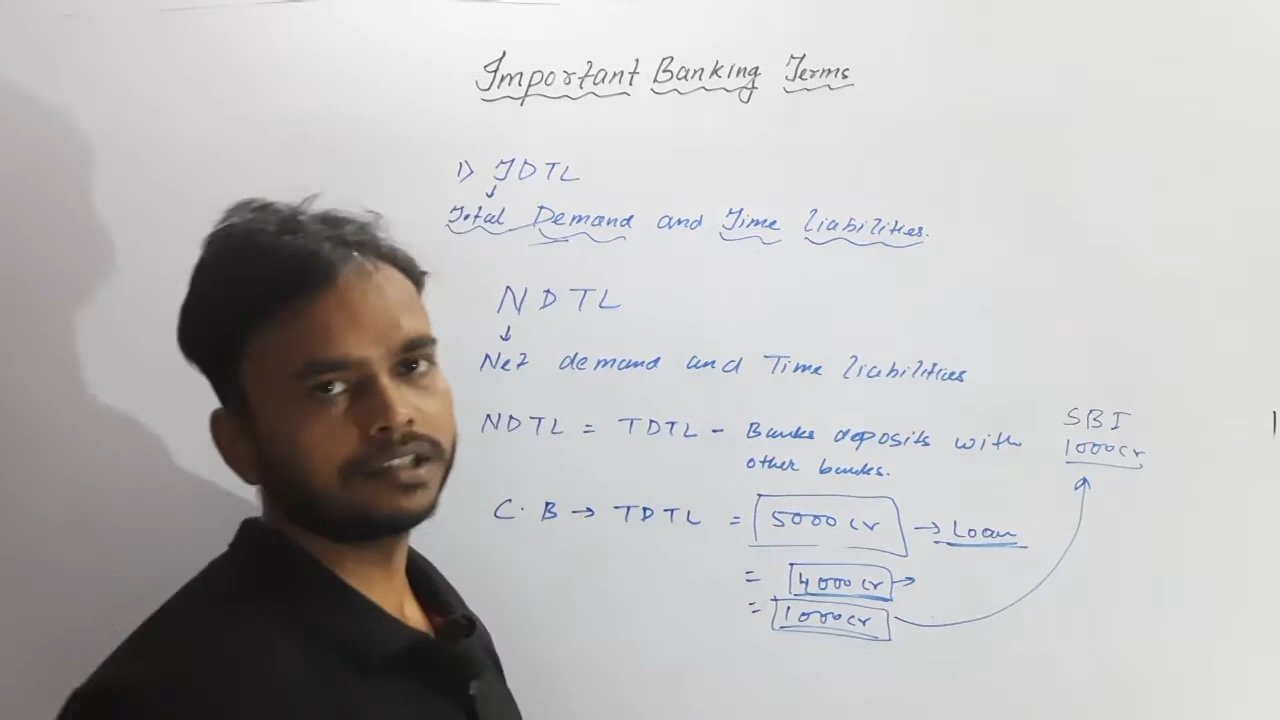 Important Banking Terms
1) TDTL
↓
Total Demand and Time liabilities.
NDTL
↓
Net demand and Time liabilities
NDTL = TDTL - Banks deposits with
other banks.
SBI
1000cr
C.B → TDTL = 5000cr → Loan
= 4000cr →
= 1000cr